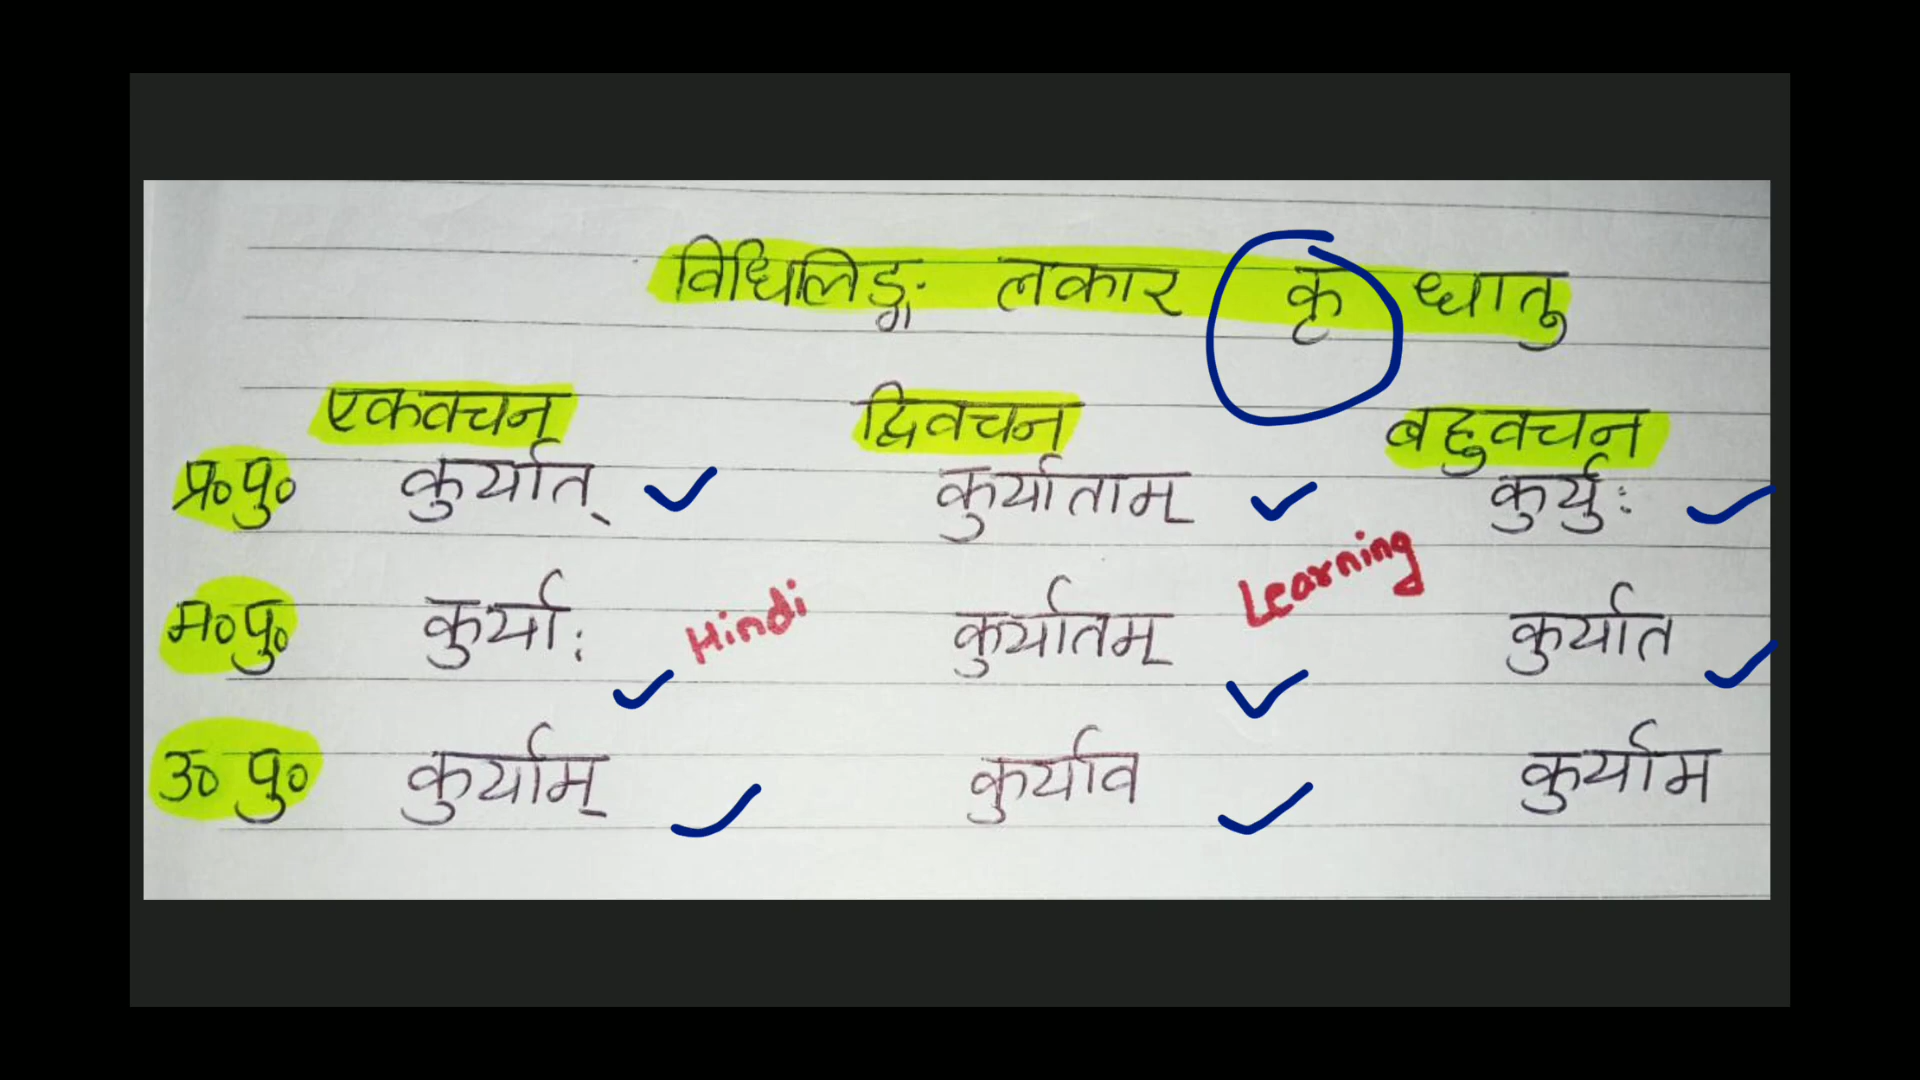 विधिलिङ्ग लकार कृ धातु
एकवचन द्विवचन बहुवचन
प्र०पु० कुर्यात् कुर्याताम् कुर्युः
म०पु० कुर्याः कुर्यातम् कुर्यात
उ० पु० कुर्याम् कुर्याव कुर्याम
Hindi Learning